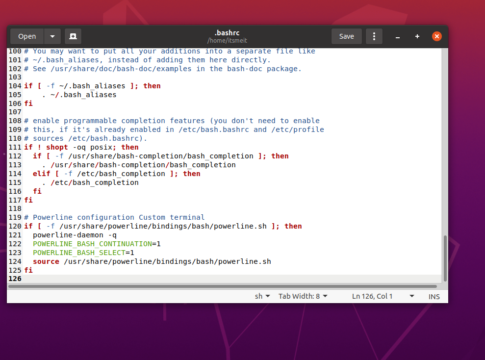 Open
.bashrc
/home/itsmeit
Save
100 # You may want to put all your additions into a separate file like
101 # ~/.bash_aliases, instead of adding them here directly.
102 # See /usr/share/doc/bash-doc/examples in the bash-doc package.
103
104 if [ -f ~/.bash_aliases ]; then
105     . ~/.bash_aliases
106 fi
107
108 # enable programmable completion features (you don't need to enable
109 # this, if it's already enabled in /etc/bash.bashrc and /etc/profile
110 # sources /etc/bash.bashrc).
111 if ! shopt -oq posix; then
112   if [ -f /usr/share/bash-completion/bash_completion ]; then
113     . /usr/share/bash-completion/bash_completion
114   elif [ -f /etc/bash_completion ]; then
115     . /etc/bash_completion
116   fi
117 fi
118
119 # Powerline configuration Custom terminal
120 if [ -f /usr/share/powerline/bindings/bash/powerline.sh ]; then
121   powerline-daemon -q
122   POWERLINE_BASH_CONTINUATION=1
123   POWERLINE_BASH_SELECT=1
124   source /usr/share/powerline/bindings/bash/powerline.sh
125 fi
126
sh Tab Width: 8 Ln 126, Col 1 INS